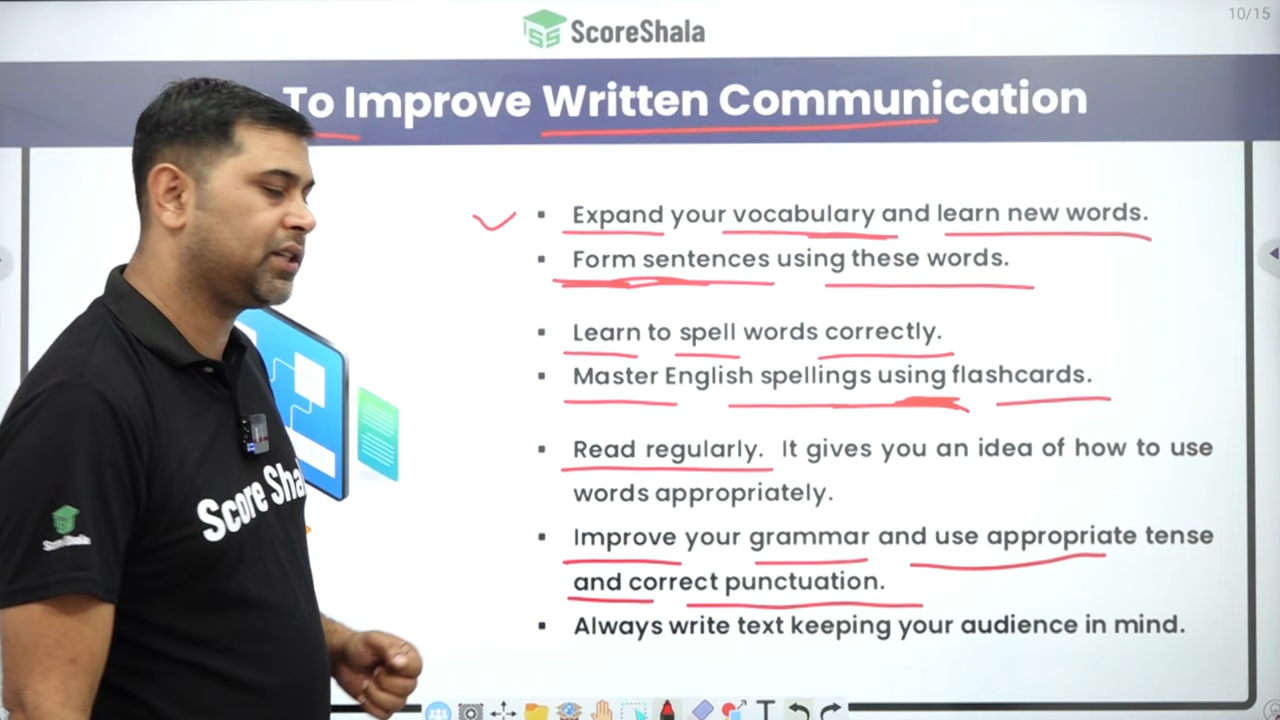 10/15
ScoreShala
To Improve Written Communication
▪ Expand your vocabulary and learn new words.
▪ Form sentences using these words.
▪ Learn to spell words correctly.
▪ Master English spellings using flashcards.
▪ Read regularly. It gives you an idea of how to use
words appropriately.
▪ Improve your grammar and use appropriate tense
and correct punctuation.
▪ Always write text keeping your audience in mind.
Score Sha
ScoreShala
T